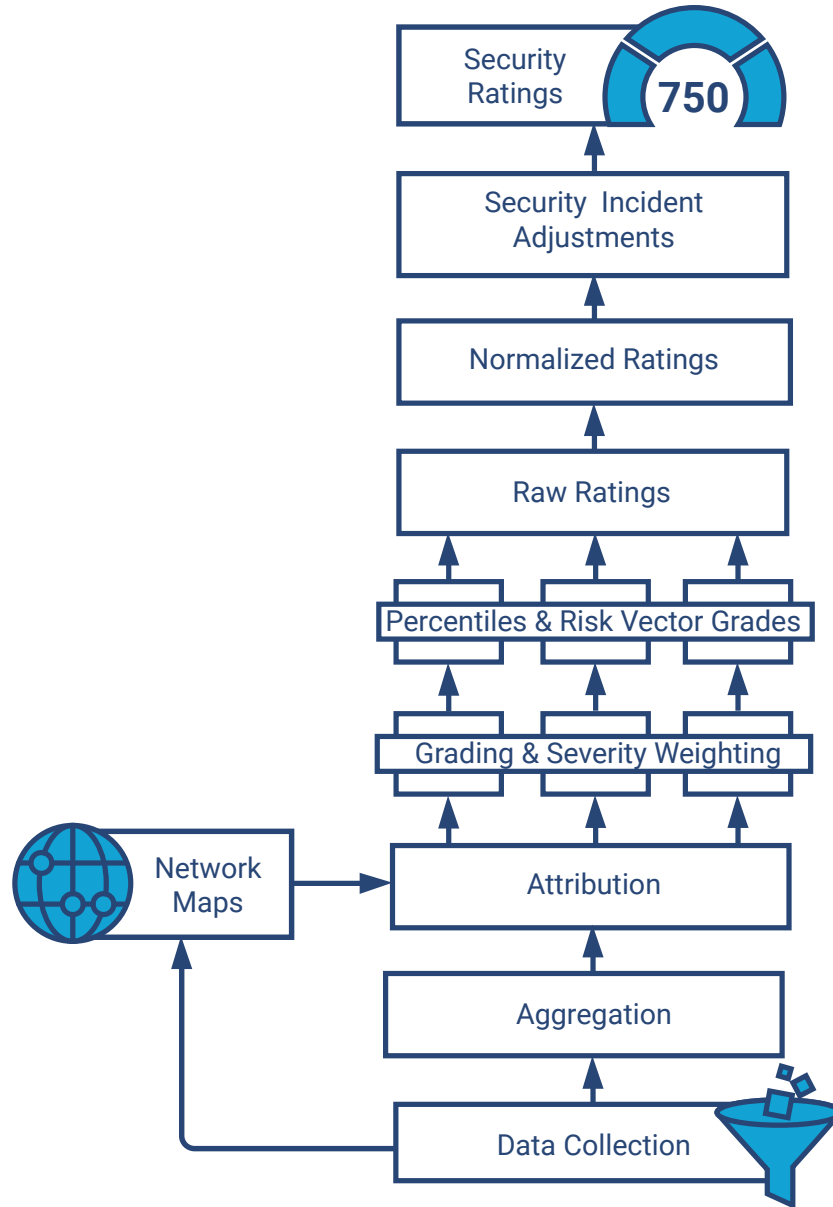 Security
Ratings
750
Security  Incident
Adjustments
Normalized Ratings
Raw Ratings
Percentiles & Risk Vector Grades
Grading & Severity Weighting
Network
Maps
Attribution
Aggregation
Data Collection